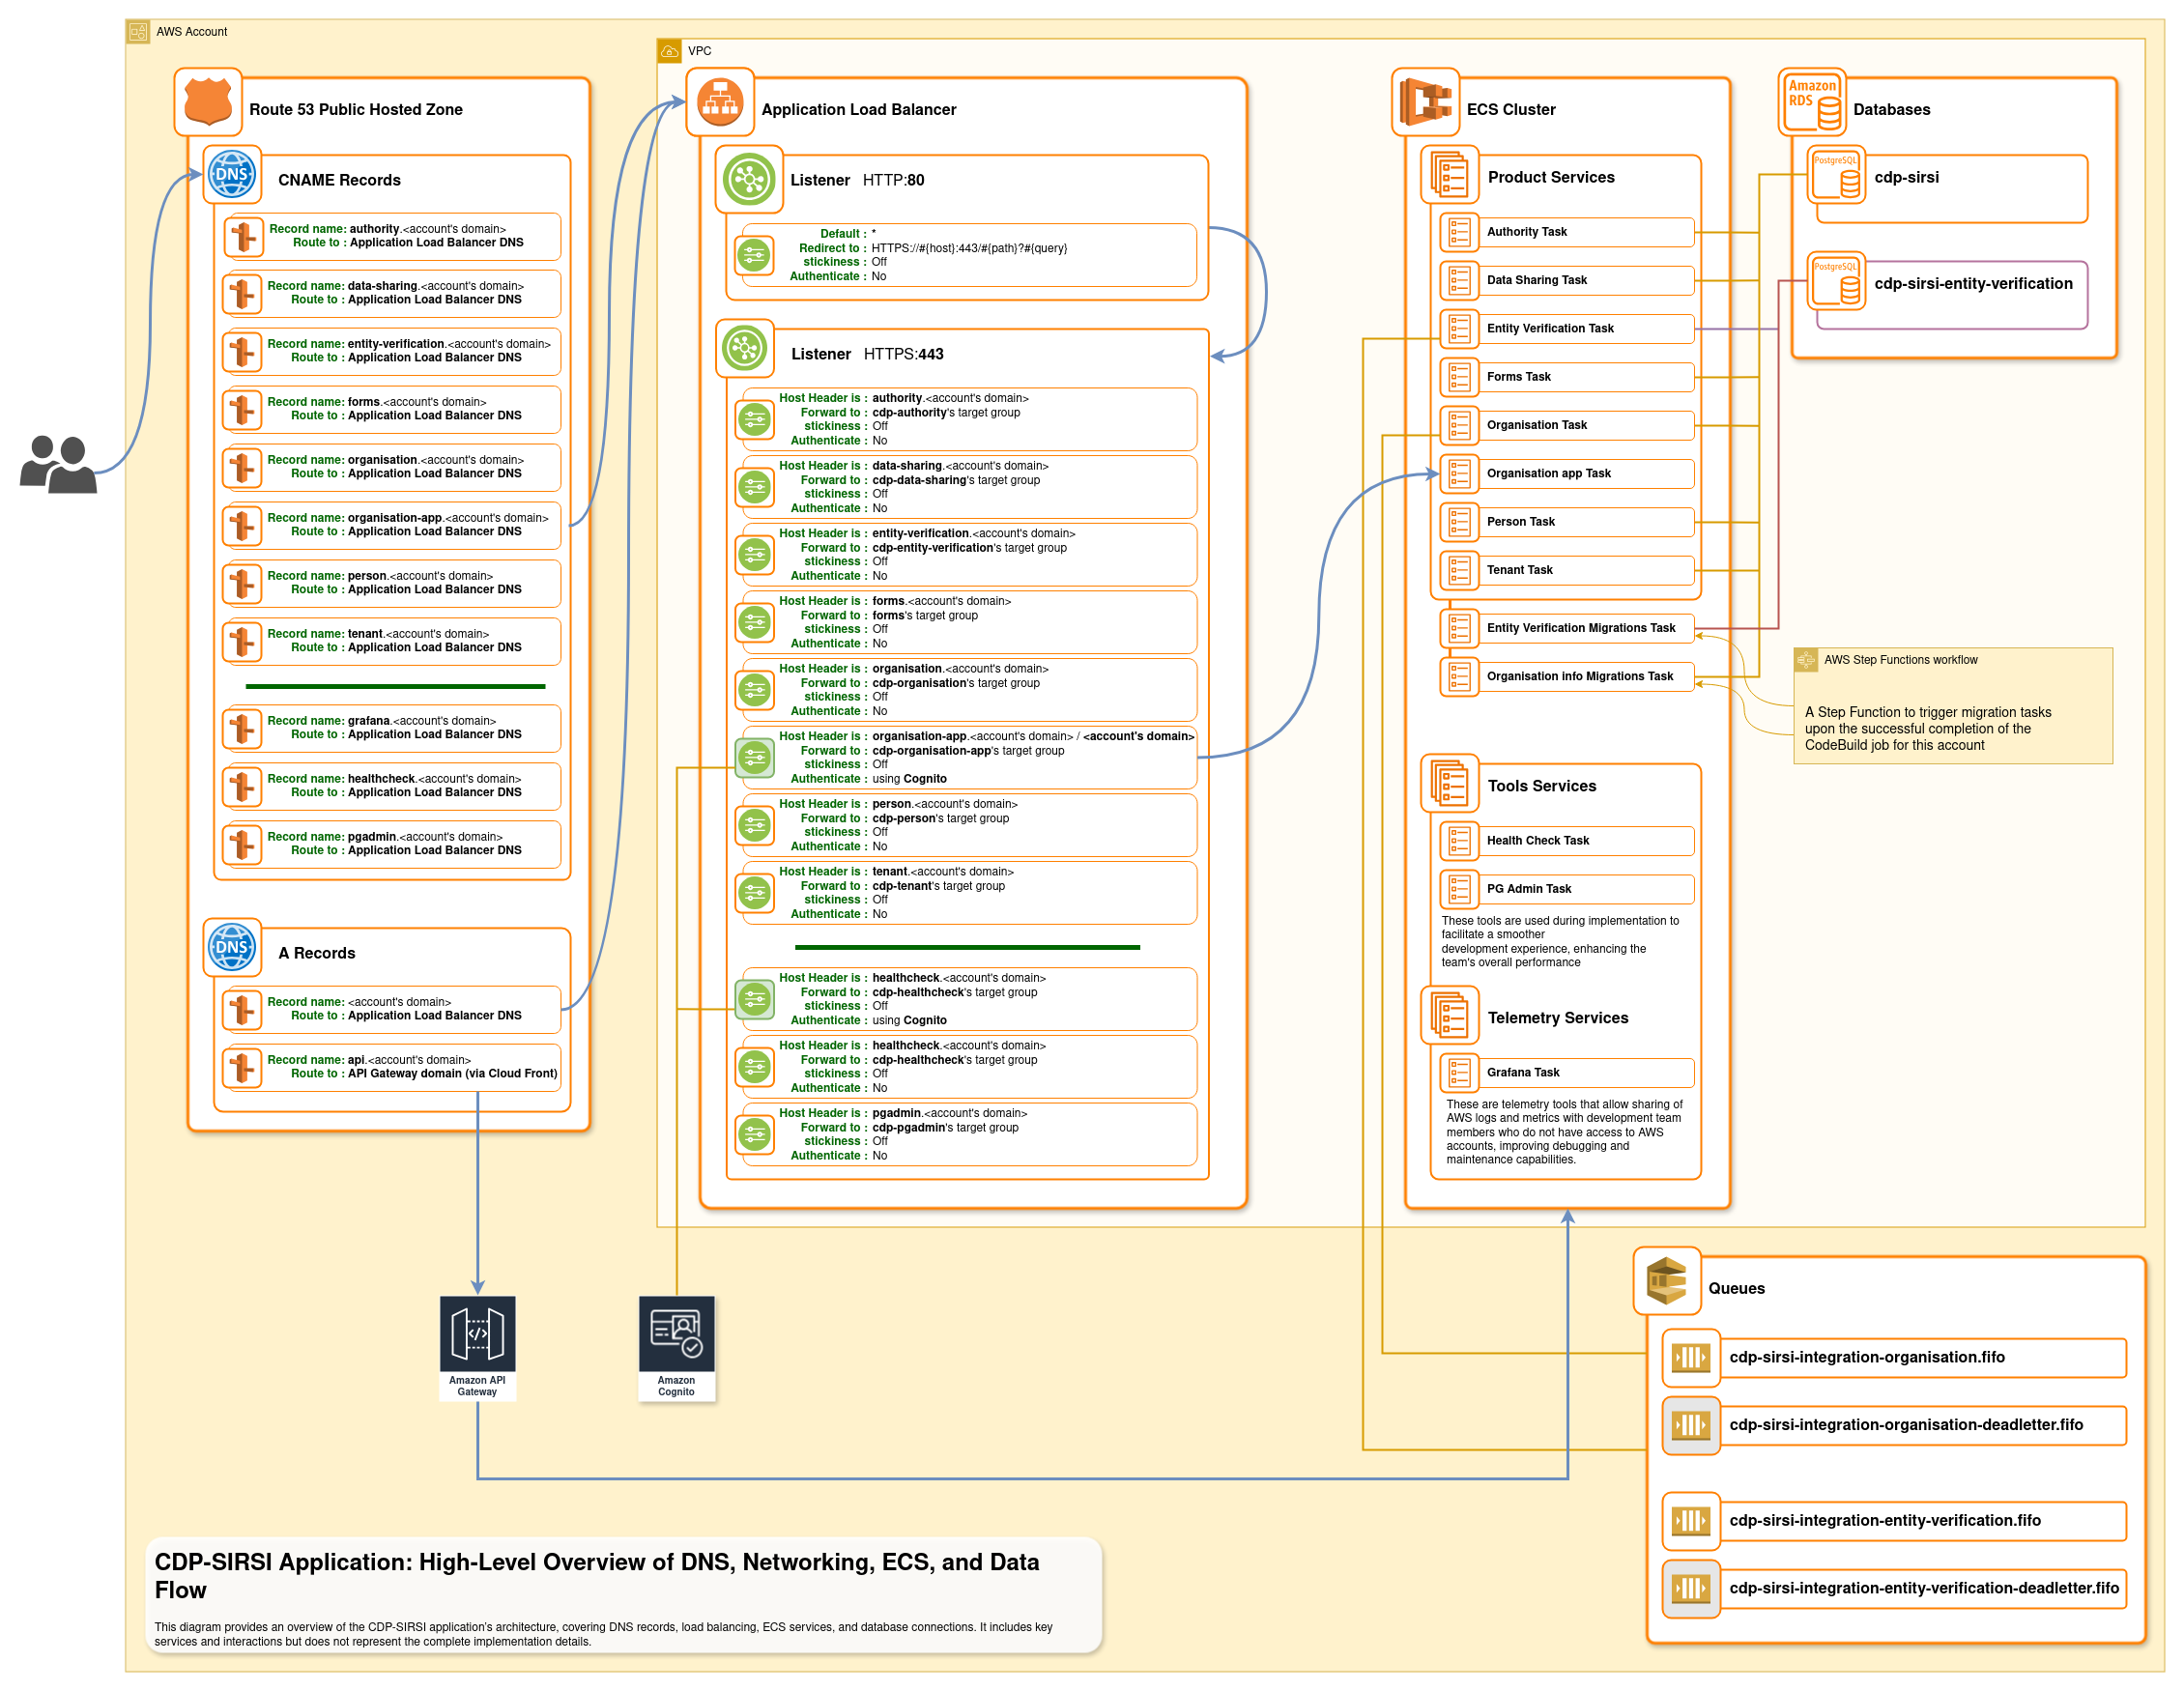 AWS Account
VPC
Route 53 Public Hosted Zone
DNS
CNAME Records
Record name: authority.<account's domain>
Route to : Application Load Balancer DNS
Record name: data-sharing.<account's domain>
Route to : Application Load Balancer DNS
Record name: entity-verification.<account's domain>
Route to : Application Load Balancer DNS
Record name: forms.<account's domain>
Route to : Application Load Balancer DNS
Record name: organisation.<account's domain>
Route to : Application Load Balancer DNS
Record name: organisation-app.<account's domain>
Route to : Application Load Balancer DNS
Record name: person.<account's domain>
Route to : Application Load Balancer DNS
Record name: tenant.<account's domain>
Route to : Application Load Balancer DNS
Record name: grafana.<account's domain>
Route to : Application Load Balancer DNS
Record name: healthcheck.<account's domain>
Route to : Application Load Balancer DNS
Record name: pgadmin.<account's domain>
Route to : Application Load Balancer DNS
DNS
A Records
Record name: <account's domain>
Route to : Application Load Balancer DNS
Record name: api.<account's domain>
Route to : API Gateway domain (via Cloud Front)
Application Load Balancer
Listener HTTP:80
Default : *
Redirect to : HTTPS://#{host}:443/#{path}?#{query}
stickiness : Off
Authenticate : No
Listener HTTPS:443
Host Header is : authority.<account's domain>
Forward to : cdp-authority's target group
stickiness : Off
Authenticate : No
Host Header is : data-sharing.<account's domain>
Forward to : cdp-data-sharing's target group
stickiness : Off
Authenticate : No
Host Header is : entity-verification.<account's domain>
Forward to : cdp-entity-verification's target group
stickiness : Off
Authenticate : No
Host Header is : forms.<account's domain>
Forward to : forms's target group
stickiness : Off
Authenticate : No
Host Header is : organisation.<account's domain>
Forward to : cdp-organisation's target group
stickiness : Off
Authenticate : No
Host Header is : organisation-app.<account's domain> / <account's domain>
Forward to : cdp-organisation-app's target group
stickiness : Off
Authenticate : using Cognito
Host Header is : person.<account's domain>
Forward to : cdp-person's target group
stickiness : Off
Authenticate : No
Host Header is : tenant.<account's domain>
Forward to : cdp-tenant's target group
stickiness : Off
Authenticate : No
Host Header is : healthcheck.<account's domain>
Forward to : cdp-healthcheck's target group
stickiness : Off
Authenticate : using Cognito
Host Header is : healthcheck.<account's domain>
Forward to : cdp-healthcheck's target group
stickiness : Off
Authenticate : No
Host Header is : pgadmin.<account's domain>
Forward to : cdp-pgadmin's target group
stickiness : Off
Authenticate : No
ECS Cluster
Product Services
Authority Task
Data Sharing Task
Entity Verification Task
Forms Task
Organisation Task
Organisation app Task
Person Task
Tenant Task
Entity Verification Migrations Task
Organisation info Migrations Task
Tools Services
Health Check Task
PG Admin Task
These tools are used during implementation to
facilitate a smoother
development experience, enhancing the
team's overall performance
Telemetry Services
Grafana Task
These are telemetry tools that allow sharing of
AWS logs and metrics with development team
members who do not have access to AWS
accounts, improving debugging and
maintenance capabilities.
Amazon
RDS
Databases
PostgreSQL
cdp-sirsi
PostgreSQL
cdp-sirsi-entity-verification
AWS Step Functions workflow
A Step Function to trigger migration tasks
upon the successful completion of the
CodeBuild job for this account
Amazon API
Gateway
Amazon
Cognito
Queues
cdp-sirsi-integration-organisation.fifo
cdp-sirsi-integration-organisation-deadletter.fifo
cdp-sirsi-integration-entity-verification.fifo
cdp-sirsi-integration-entity-verification-deadletter.fifo
CDP-SIRSI Application: High-Level Overview of DNS, Networking, ECS, and Data
Flow
This diagram provides an overview of the CDP-SIRSI application's architecture, covering DNS records, load balancing, ECS services, and database connections. It includes key
services and interactions but does not represent the complete implementation details.